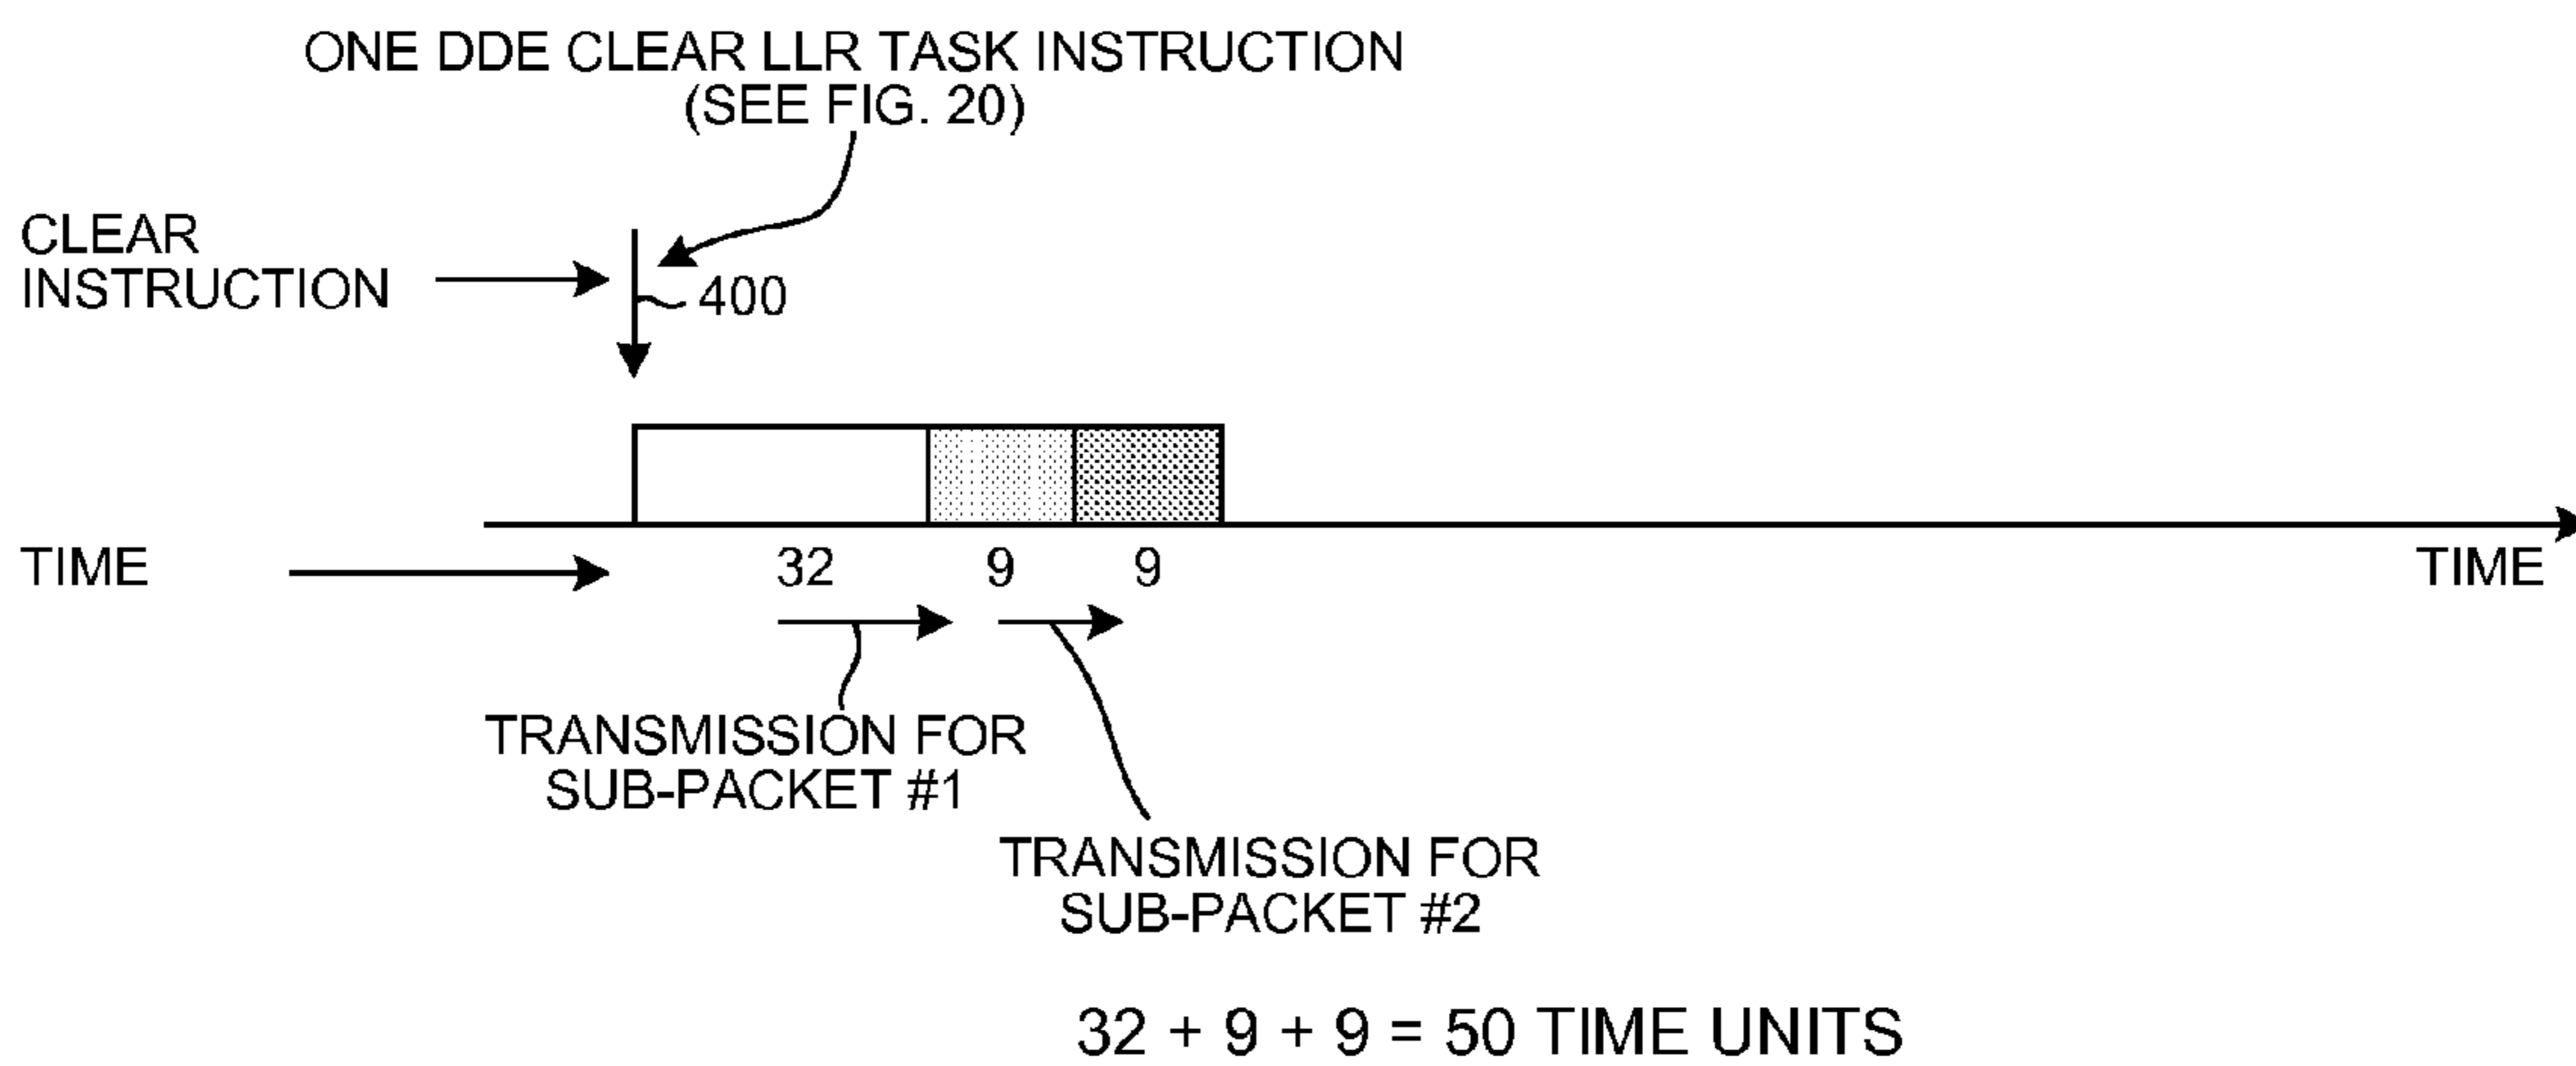 ONE DDE CLEAR LLR TASK INSTRUCTION
(SEE FIG. 20)
CLEAR
INSTRUCTION
400
TIME
32
9
9
TIME
TRANSMISSION FOR
SUB-PACKET #1
TRANSMISSION FOR
SUB-PACKET #2
32 + 9 + 9 = 50 TIME UNITS